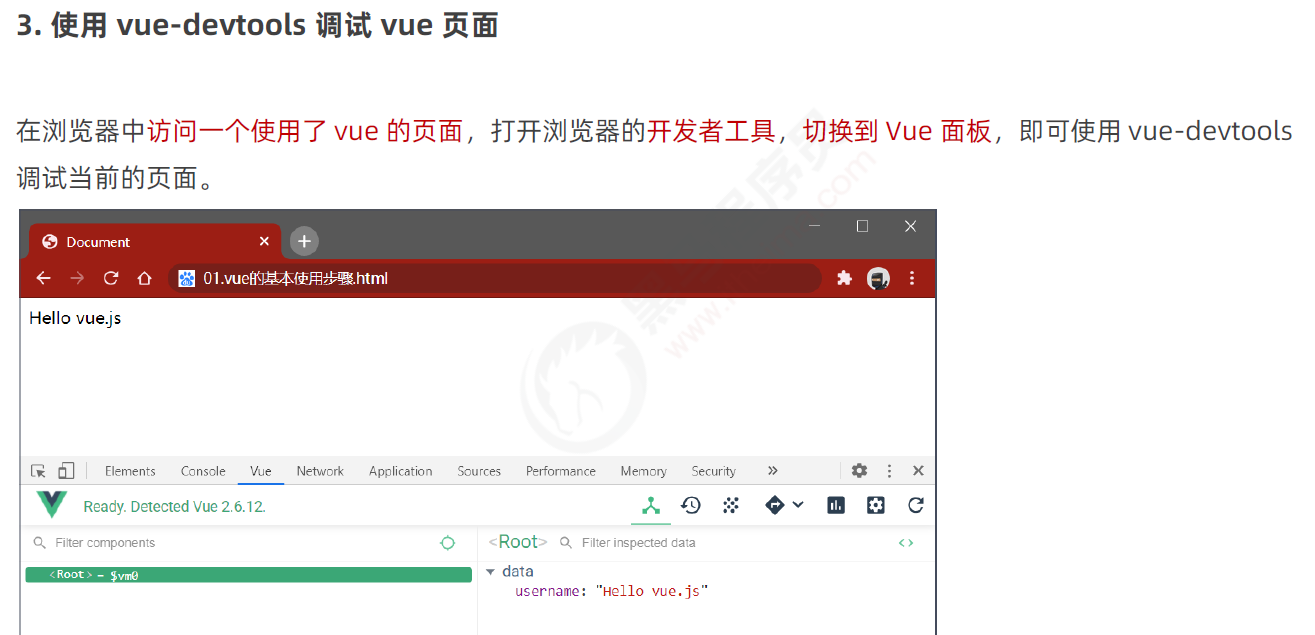 3. 使用 vue-devtools 调试 vue 页面
在浏览器中访问一个使用了 vue 的页面，打开浏览器的开发者工具，切换到 Vue 面板，即可使用 vue-devtools
调试当前的页面。
Document
01.vue的基本使用步骤.html
Hello vue.js
Elements Console Vue Network Application Sources Performance Memory Security
Ready. Detected Vue 2.6.12.
Filter components
<Root> Filter inspected data
<Root> = $vm0
data
username: "Hello vue.js"